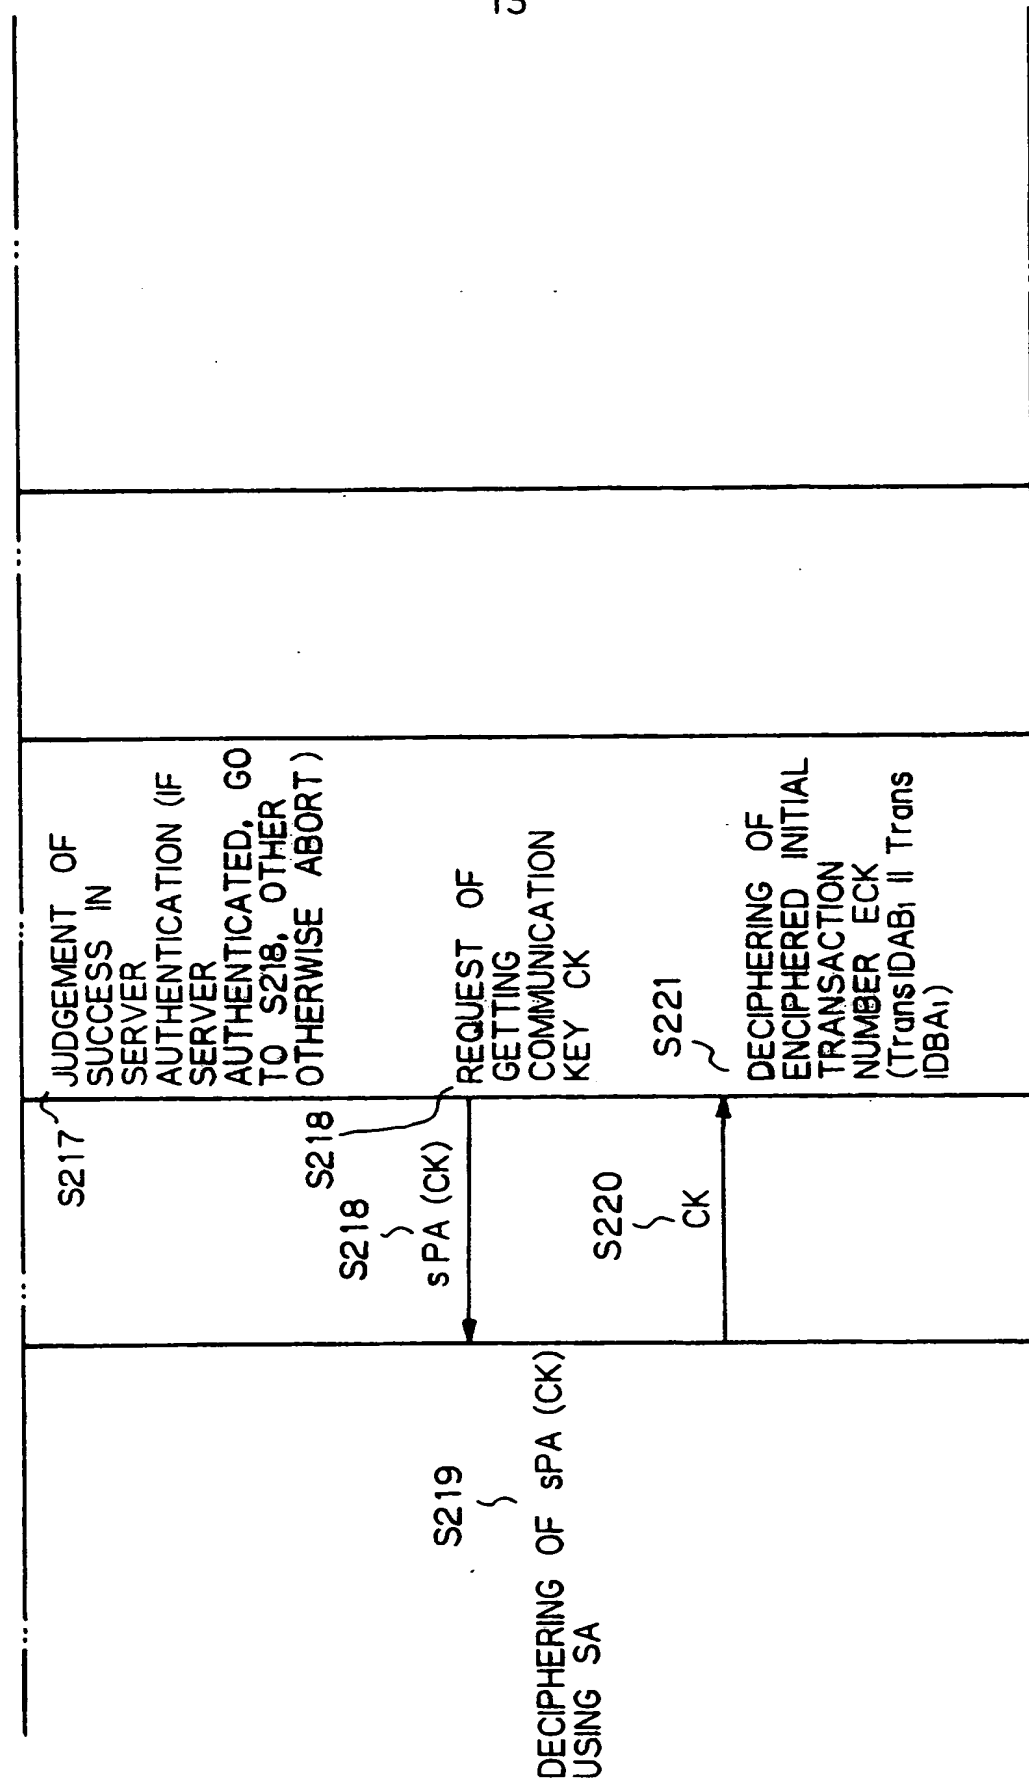 15
S217
JUDGEMENT OF
SUCCESS IN
SERVER
AUTHENTICATION (IF
SERVER
AUTHENTICATED, GO
TO S218, OTHER
OTHERWISE ABORT)
S218
S218
sPA (CK)
REQUEST OF
GETTING
COMMUNICATION
KEY CK
S219
DECIPHERING OF sPA (CK)
USING SA
S220
CK
S221
DECIPHERING OF
ENCIPHERED INITIAL
TRANSACTION
NUMBER ECK
(TransIDAB1 || Trans
IDBA1)